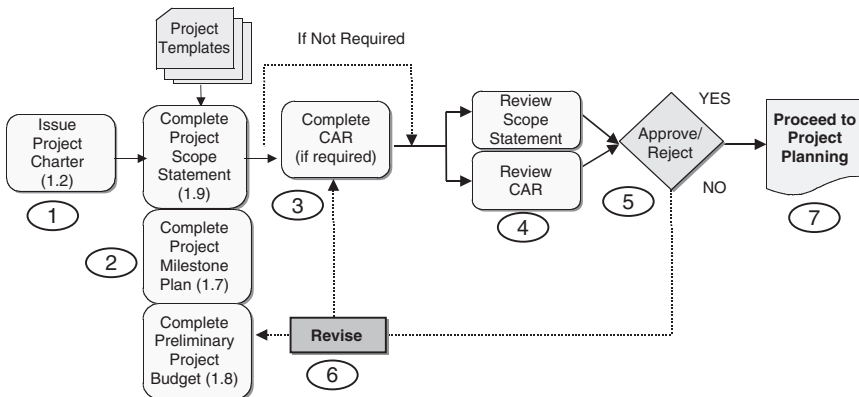 Project
Templates
If Not Required
Issue
Project
Charter
(1.2)
1
Complete
Project
Scope
Statement
(1.9)
2
Complete
Project
Milestone
Plan (1.7)
Complete
Preliminary
Project
Budget (1.8)
Complete
CAR
(if required)
3
Review
Scope
Statement
Review
CAR
4
Approve/
Reject
5
YES
NO
Revise
6
Proceed to
Project
Planning
7